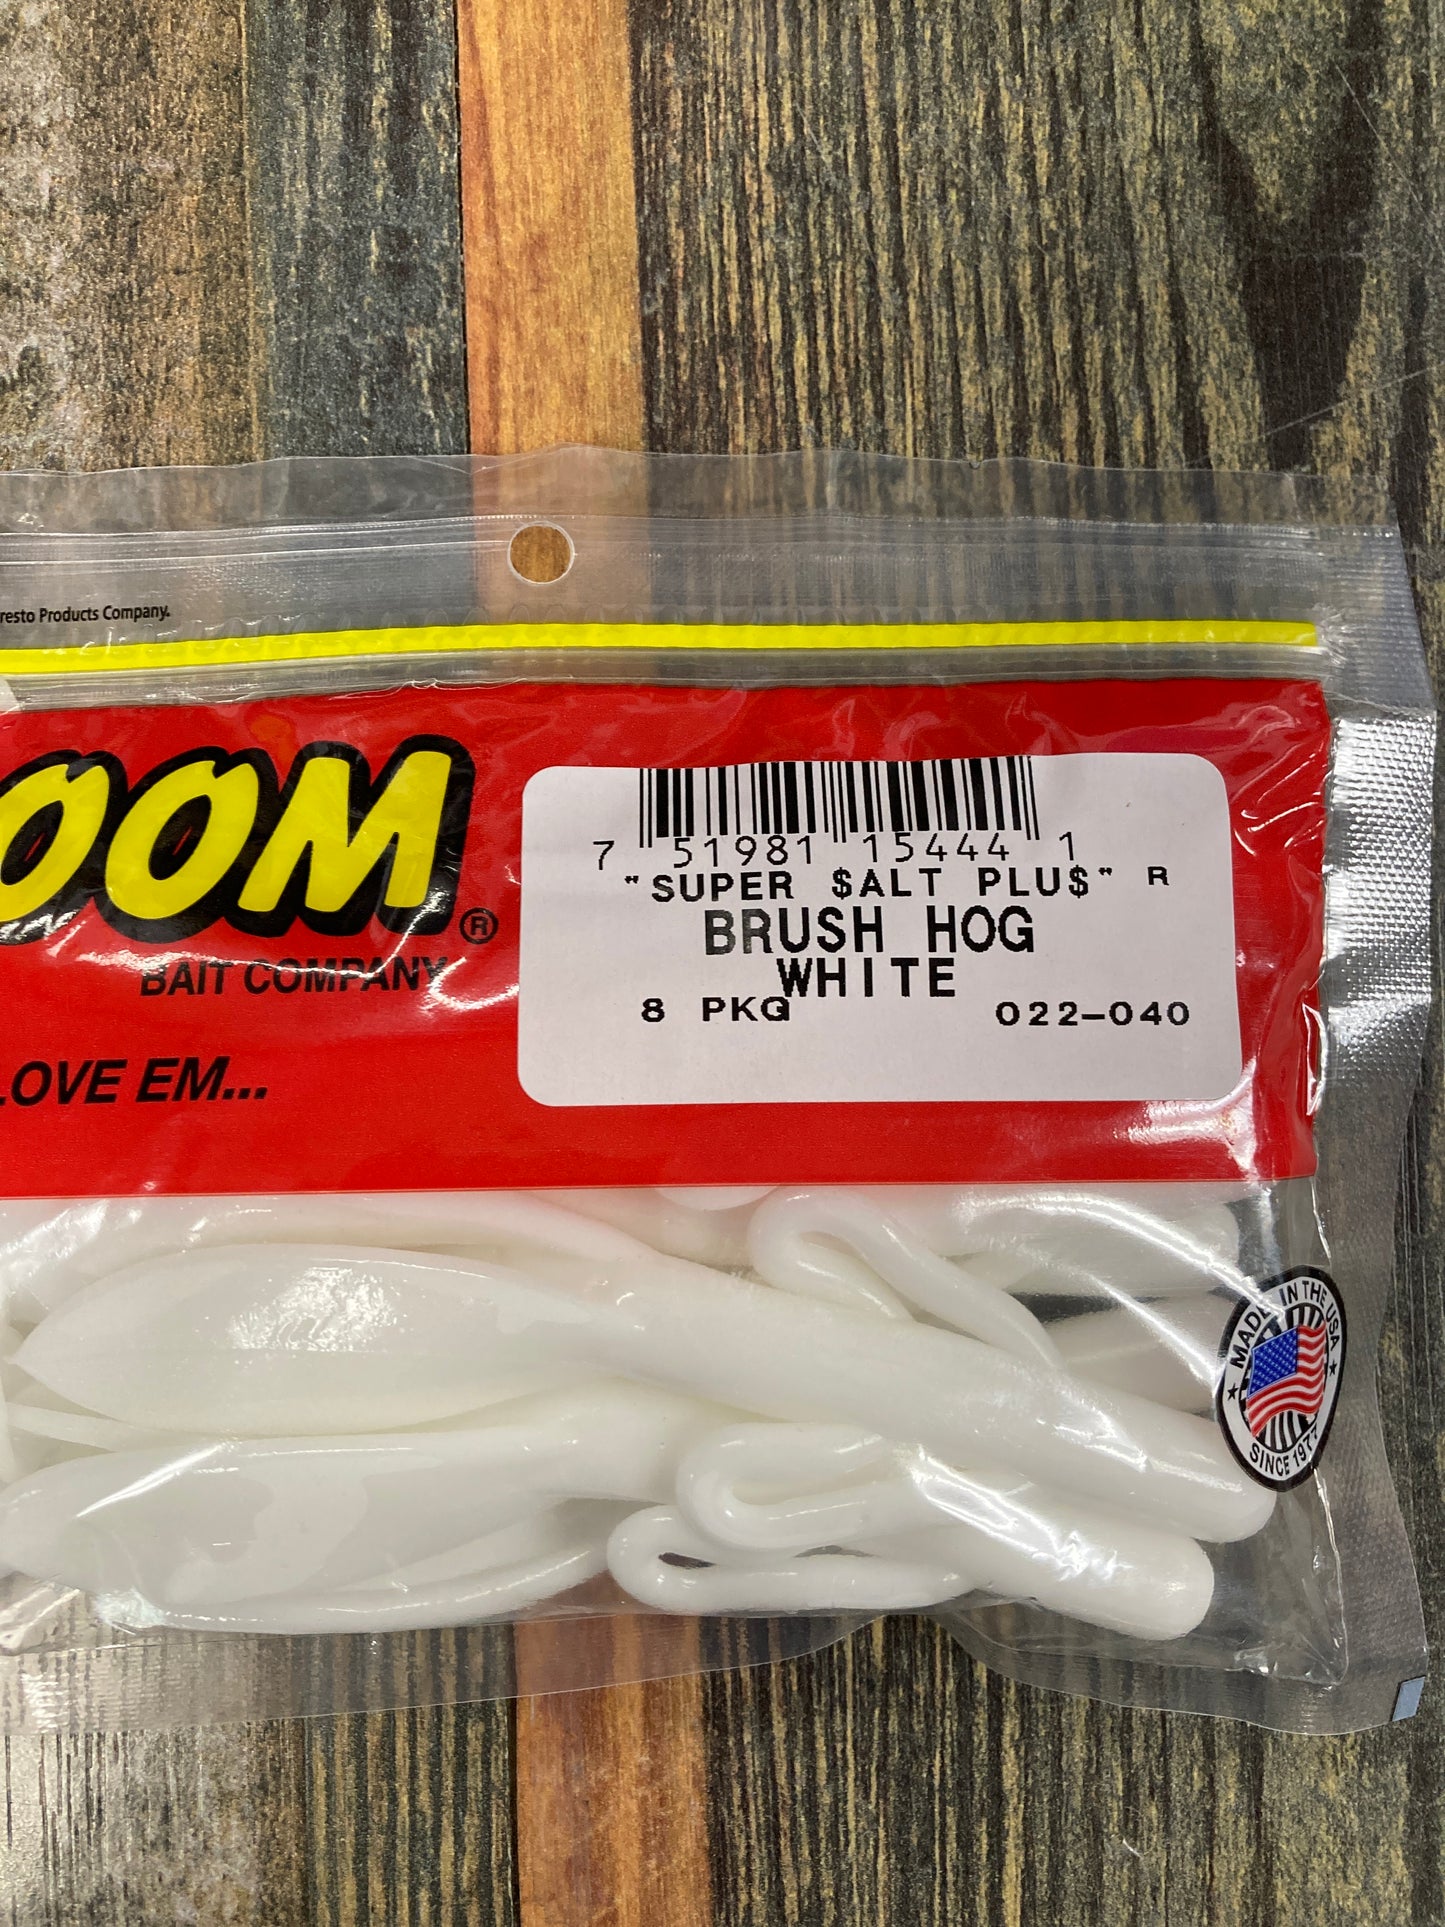 resto Products Company.
OOM®
BAIT COMPANY
LOVE EM...
7 51981 15444 1
"SUPER $ALT PLU$" R
BRUSH HOG
WHITE
8 PKG 022-040
MADE IN THE USA
SINCE 1977